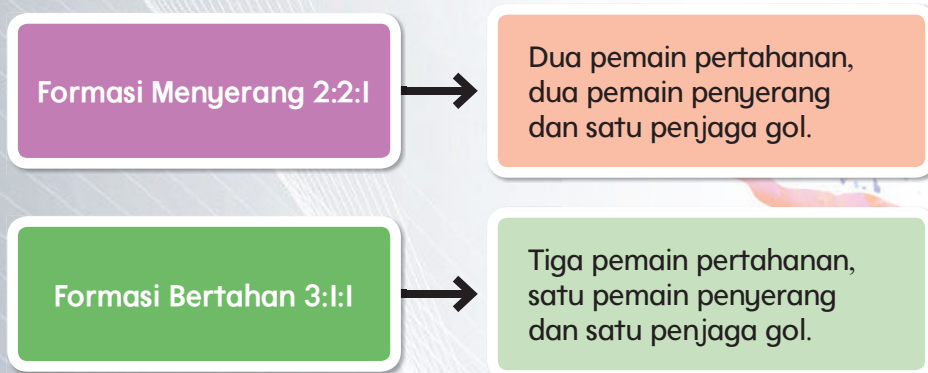 Formasi Menyerang 2:2:1
Dua pemain pertahanan,
dua pemain penyerang
dan satu penjaga gol.
Formasi Bertahan 3:1:1
Tiga pemain pertahanan,
satu pemain penyerang
dan satu penjaga gol.